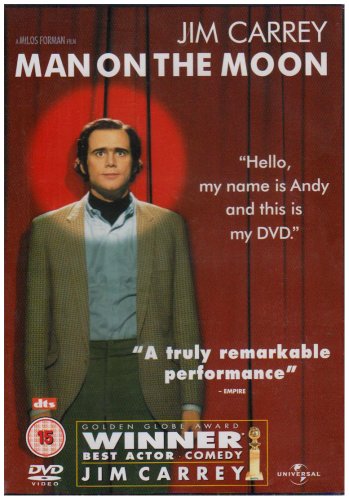 A MILOS FORMAN FILM
JIM CARREY
MAN ON THE MOON
“Hello,
my name is Andy
and this is
my DVD.”
“A truly remarkable
performance”
– EMPIRE
dts
15
DVD
VIDEO
GOLDEN GLOBE AWARD
WINNER
BEST ACTOR · COMEDY
JIM CARREY
UNIVERSAL